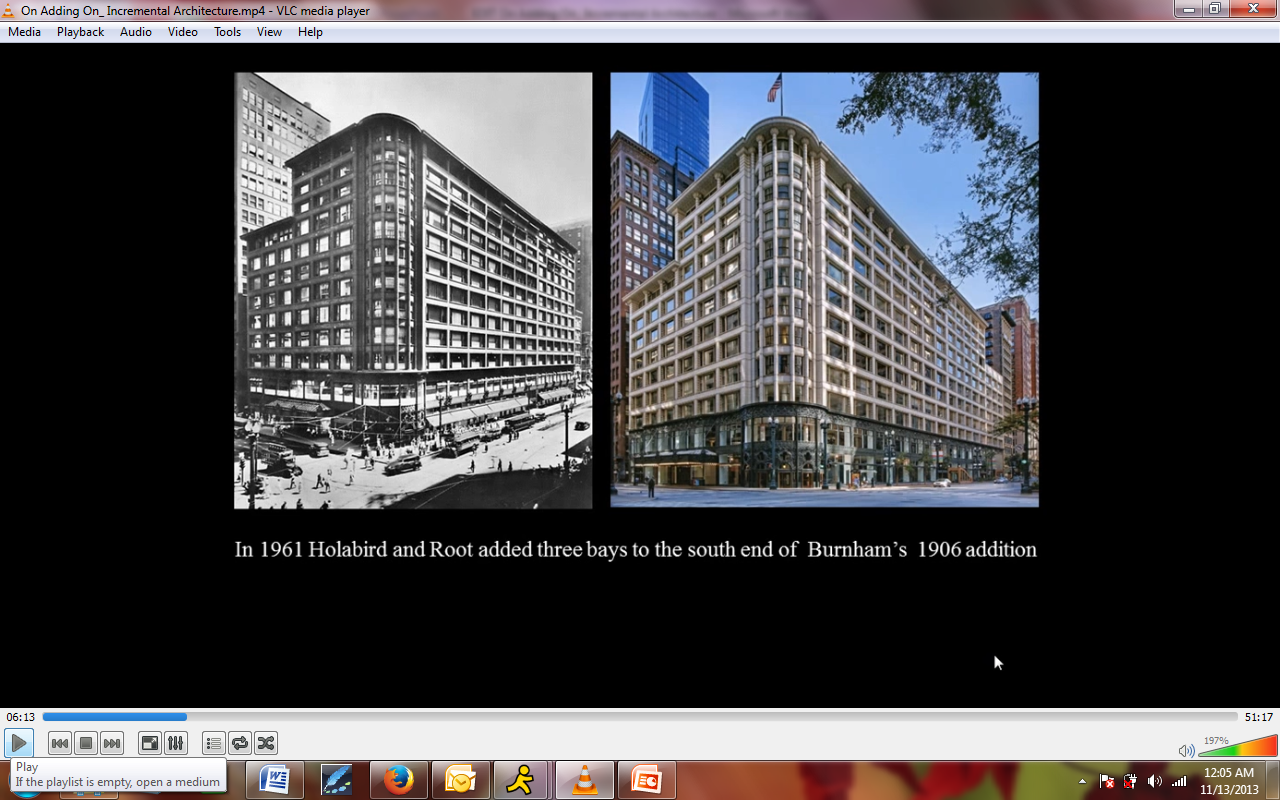 On Adding On_ Incremental Architecture.mp4 - VLC media player
Media Playback Audio Video Tools View Help
In 1961 Holabird and Root added three bays to the south end of  Burnham’s  1906 addition
06:13
51:17
197%
Play
If the playlist is empty, open a medium
12:05 AM
11/13/2013